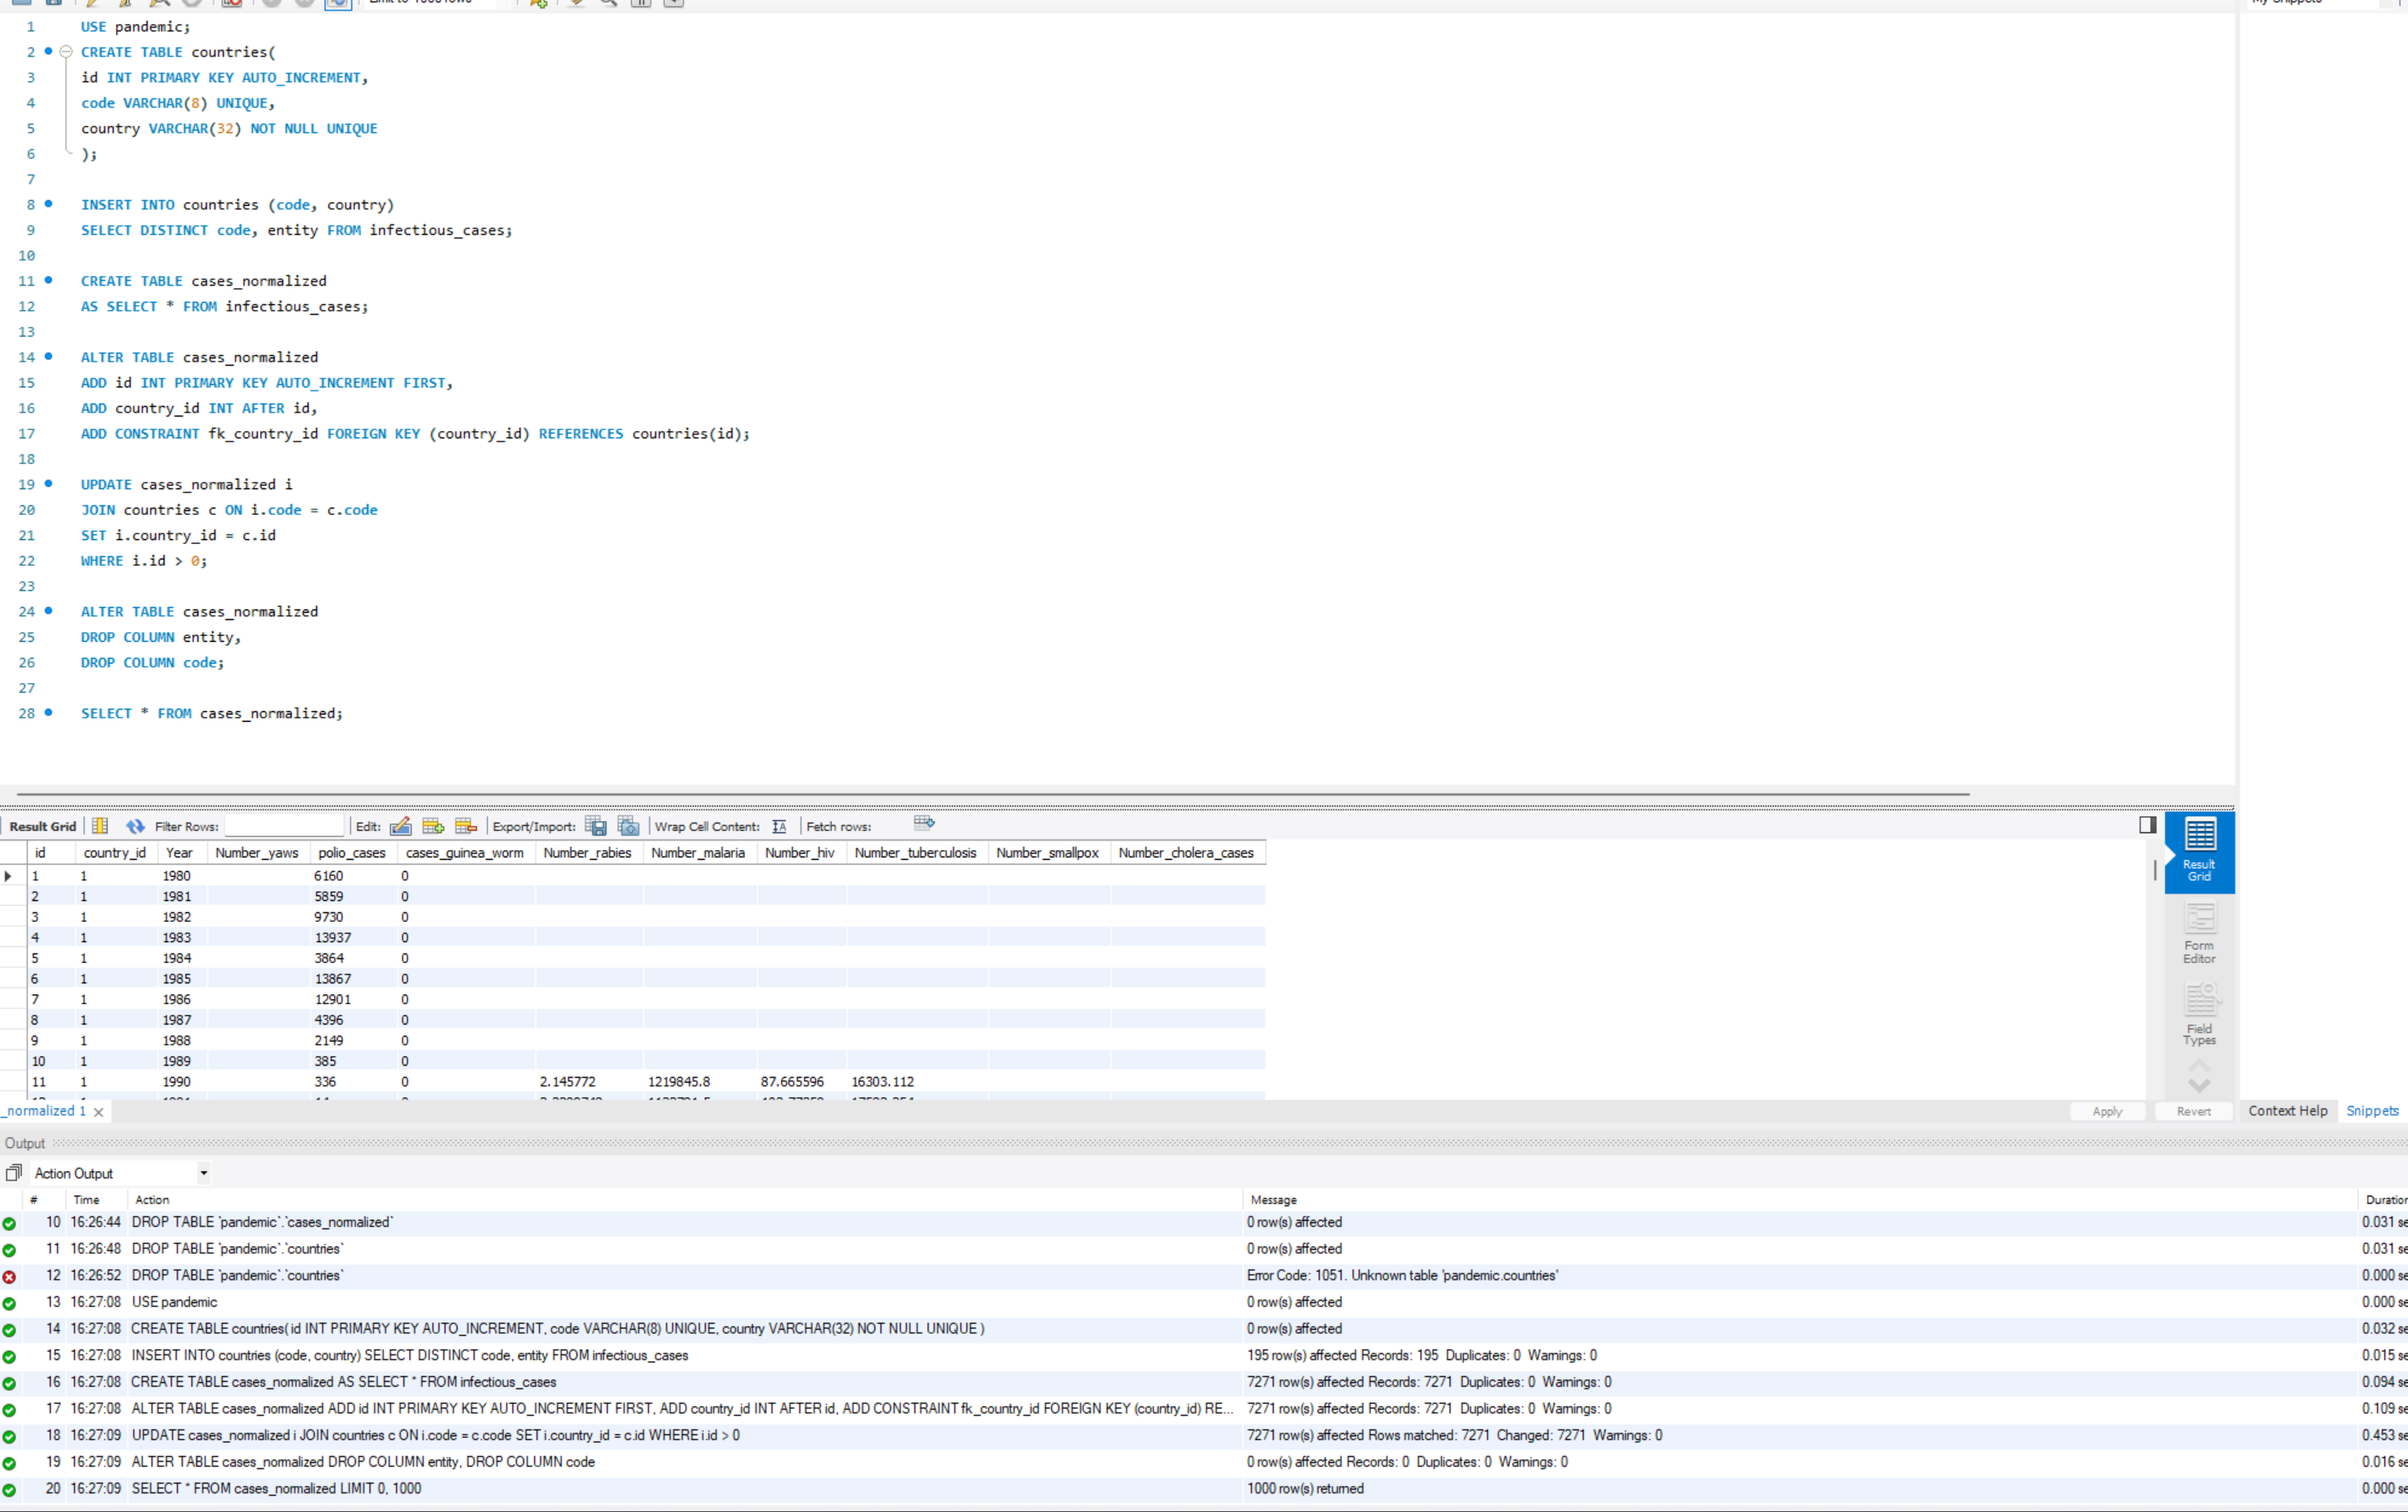 1 USE pandemic;
2 CREATE TABLE countries(
3 id INT PRIMARY KEY AUTO_INCREMENT,
4 code VARCHAR(8) UNIQUE,
5 country VARCHAR(32) NOT NULL UNIQUE
6 );
7
8 INSERT INTO countries (code, country)
9 SELECT DISTINCT code, entity FROM infectious_cases;
10
11 CREATE TABLE cases_normalized
12 AS SELECT * FROM infectious_cases;
13
14 ALTER TABLE cases_normalized
15 ADD id INT PRIMARY KEY AUTO_INCREMENT FIRST,
16 ADD country_id INT AFTER id,
17 ADD CONSTRAINT fk_country_id FOREIGN KEY (country_id) REFERENCES countries(id);
18
19 UPDATE cases_normalized i
20 JOIN countries c ON i.code = c.code
21 SET i.country_id = c.id
22 WHERE i.id > 0;
23
24 ALTER TABLE cases_normalized
25 DROP COLUMN entity,
26 DROP COLUMN code;
27
28 SELECT * FROM cases_normalized;
Result Grid Filter Rows: Edit: Export/Import: Wrap Cell Content: Fetch rows:
id country_id Year Number_yaws polio_cases cases_guinea_worm Number_rabies Number_malaria Number_hiv Number_tuberculosis Number_smallpox Number_cholera_cases
1 1 1980 6160 0
2 1 1981 5859 0
3 1 1982 9730 0
4 1 1983 13937 0
5 1 1984 3864 0
6 1 1985 13867 0
7 1 1986 12901 0
8 1 1987 4396 0
9 1 1988 2149 0
10 1 1989 385 0
11 1 1990 336 0 2.145772 1219845.8 87.665596 16303.112
Result
Grid
Form
Editor
Field
Types
_normalized 1
Apply Revert Context Help Snippets
Output
Action Output
# Time Action Message Duration
10 16:26:44 DROP TABLE `pandemic`.`cases_normalized` 0 row(s) affected 0.031 se
11 16:26:48 DROP TABLE `pandemic`.`countries` 0 row(s) affected 0.031 se
12 16:26:52 DROP TABLE `pandemic`.`countries` Error Code: 1051. Unknown table 'pandemic.countries' 0.000 se
13 16:27:08 USE pandemic 0 row(s) affected 0.000 se
14 16:27:08 CREATE TABLE countries( id INT PRIMARY KEY AUTO_INCREMENT, code VARCHAR(8) UNIQUE, country VARCHAR(32) NOT NULL UNIQUE ) 0 row(s) affected 0.032 se
15 16:27:08 INSERT INTO countries (code, country) SELECT DISTINCT code, entity FROM infectious_cases 195 row(s) affected Records: 195 Duplicates: 0 Warnings: 0 0.015 se
16 16:27:08 CREATE TABLE cases_normalized AS SELECT * FROM infectious_cases 7271 row(s) affected Records: 7271 Duplicates: 0 Warnings: 0 0.094 se
17 16:27:08 ALTER TABLE cases_normalized ADD id INT PRIMARY KEY AUTO_INCREMENT FIRST, ADD country_id INT AFTER id, ADD CONSTRAINT fk_country_id FOREIGN KEY (country_id) RE... 7271 row(s) affected Records: 7271 Duplicates: 0 Warnings: 0 0.109 se
18 16:27:09 UPDATE cases_normalized i JOIN countries c ON i.code = c.code SET i.country_id = c.id WHERE i.id > 0 7271 row(s) affected Rows matched: 7271 Changed: 7271 Warnings: 0 0.453 se
19 16:27:09 ALTER TABLE cases_normalized DROP COLUMN entity, DROP COLUMN code 0 row(s) affected Records: 0 Duplicates: 0 Warnings: 0 0.016 se
20 16:27:09 SELECT * FROM cases_normalized LIMIT 0, 1000 1000 row(s) returned 0.000 se